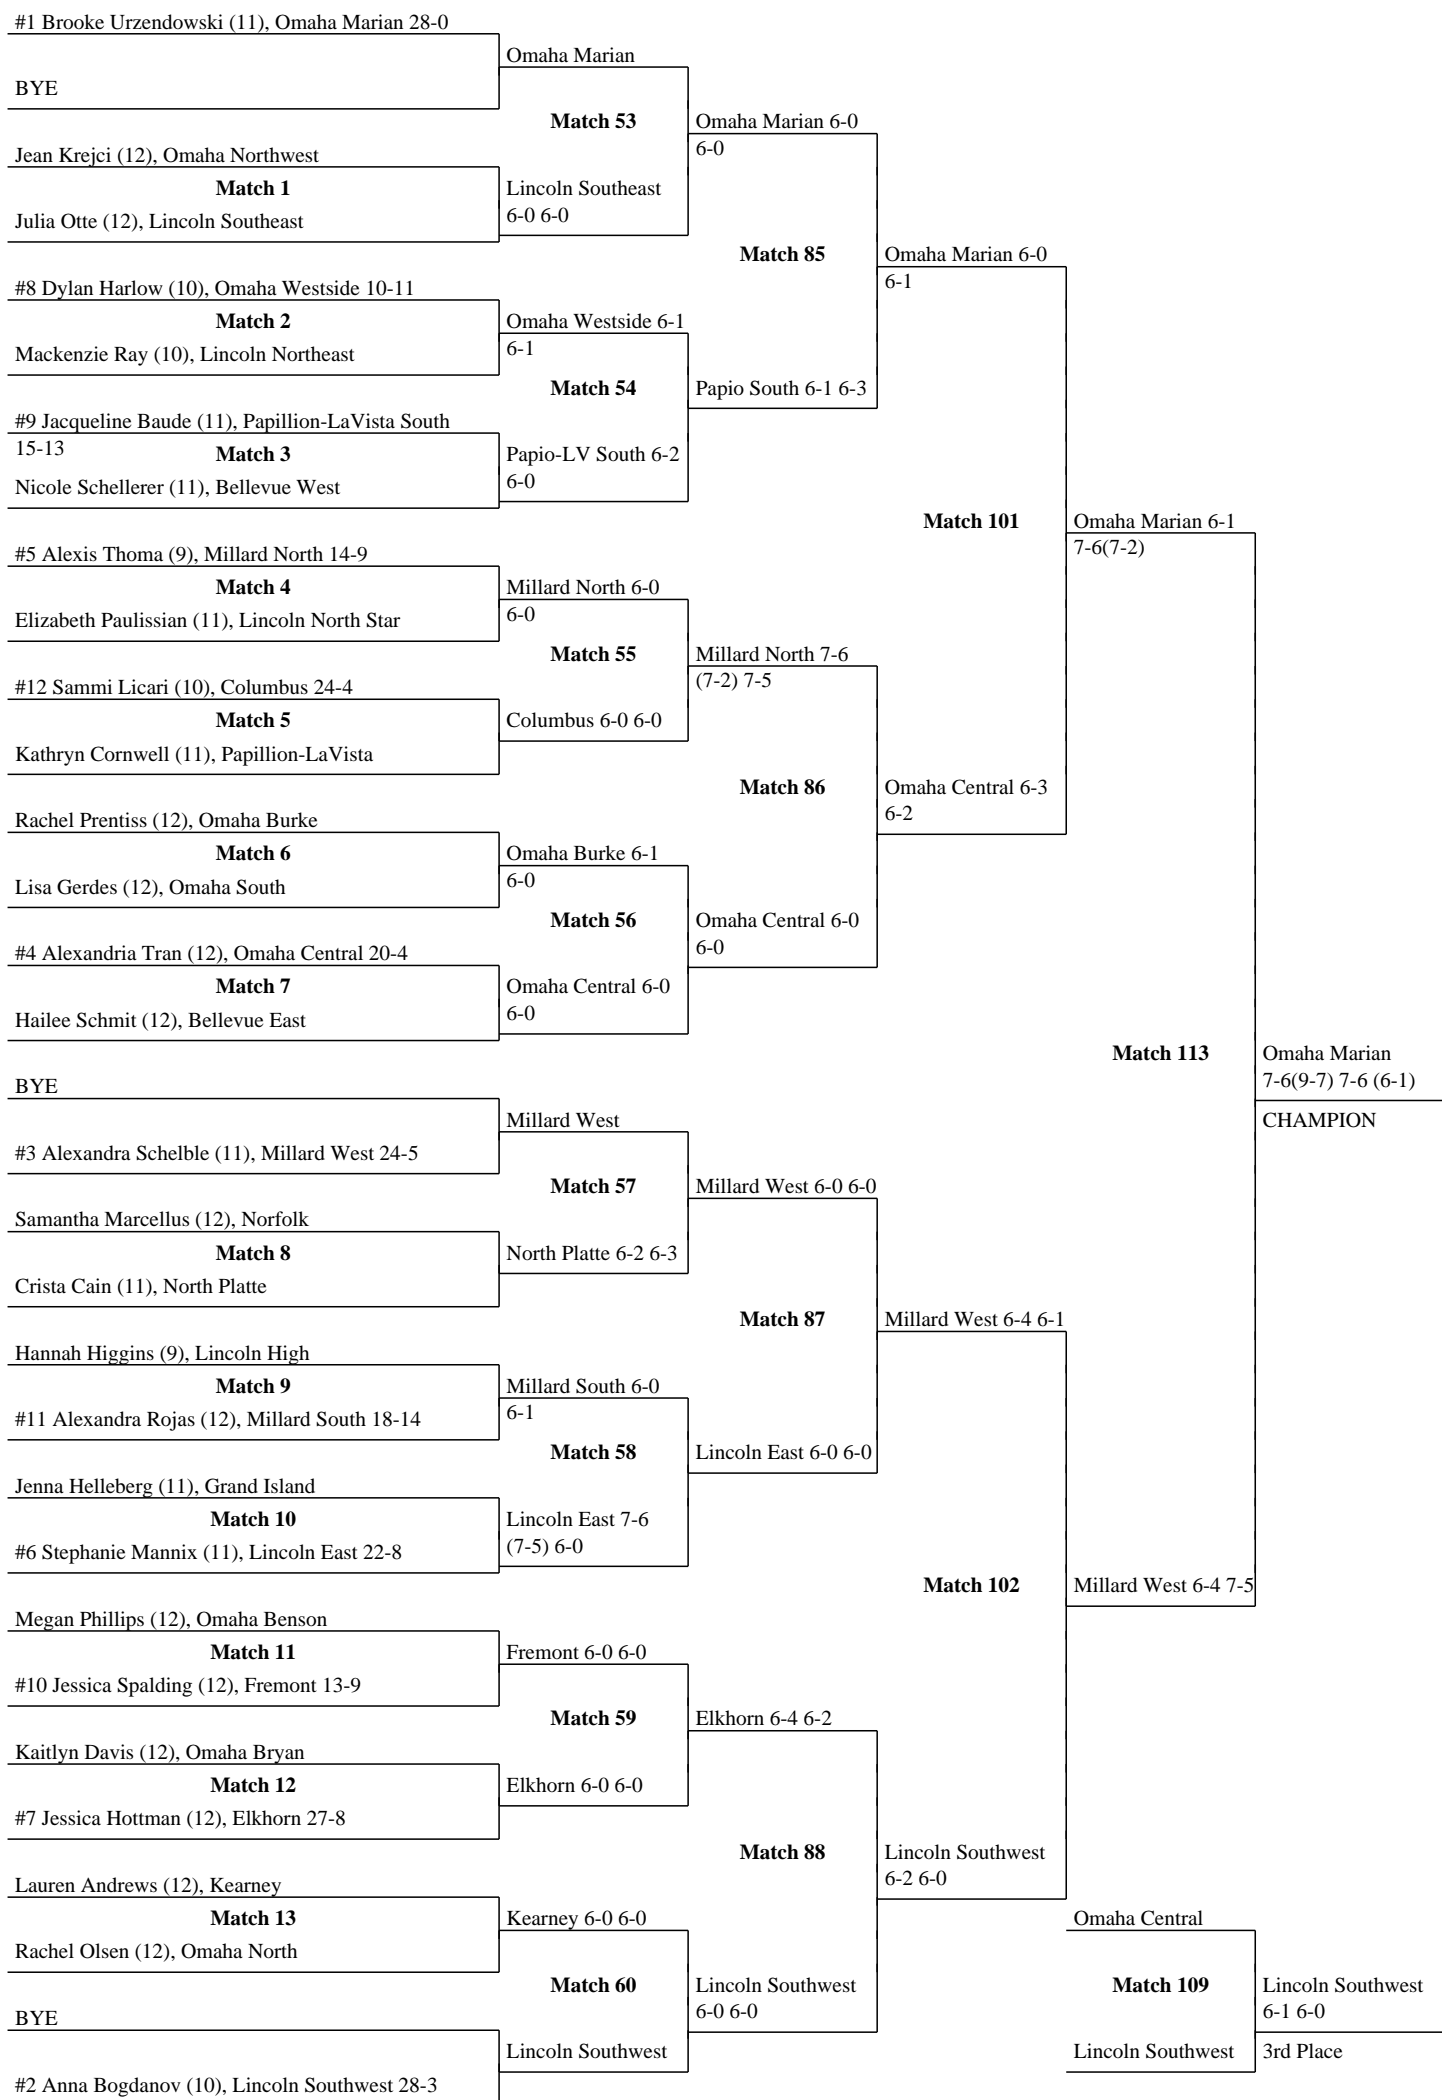 #1 Brooke Urzendowski (11), Omaha Marian 28-0
Omaha Marian
BYE
Match 53
Omaha Marian 6-0
6-0
Jean Krejci (12), Omaha Northwest
Match 1
Lincoln Southeast
6-0 6-0
Julia Otte (12), Lincoln Southeast
Match 85
Omaha Marian 6-0
6-1
#8 Dylan Harlow (10), Omaha Westside 10-11
Match 2
Omaha Westside 6-1
6-1
Mackenzie Ray (10), Lincoln Northeast
Match 54
Papio South 6-1 6-3
#9 Jacqueline Baude (11), Papillion-LaVista South
15-13
Match 3
Papio-LV South 6-2
6-0
Nicole Schellerer (11), Bellevue West
Match 101
Omaha Marian 6-1
7-6(7-2)
#5 Alexis Thoma (9), Millard North 14-9
Match 4
Millard North 6-0
6-0
Elizabeth Paulissian (11), Lincoln North Star
Match 55
Millard North 7-6
(7-2) 7-5
#12 Sammi Licari (10), Columbus 24-4
Match 5
Columbus 6-0 6-0
Kathryn Cornwell (11), Papillion-LaVista
Match 86
Omaha Central 6-3
6-2
Rachel Prentiss (12), Omaha Burke
Match 6
Omaha Burke 6-1
6-0
Lisa Gerdes (12), Omaha South
Match 56
Omaha Central 6-0
6-0
#4 Alexandria Tran (12), Omaha Central 20-4
Match 7
Omaha Central 6-0
6-0
Hailee Schmit (12), Bellevue East
Match 113
Omaha Marian
7-6(9-7) 7-6 (6-1)
CHAMPION
BYE
Millard West
#3 Alexandra Schelble (11), Millard West 24-5
Match 57
Millard West 6-0 6-0
Samantha Marcellus (12), Norfolk
Match 8
North Platte 6-2 6-3
Crista Cain (11), North Platte
Match 87
Millard West 6-4 6-1
Hannah Higgins (9), Lincoln High
Match 9
Millard South 6-0
6-1
#11 Alexandra Rojas (12), Millard South 18-14
Match 58
Lincoln East 6-0 6-0
Jenna Helleberg (11), Grand Island
Match 10
Lincoln East 7-6
(7-5) 6-0
#6 Stephanie Mannix (11), Lincoln East 22-8
Match 102
Millard West 6-4 7-5
Megan Phillips (12), Omaha Benson
Match 11
Fremont 6-0 6-0
#10 Jessica Spalding (12), Fremont 13-9
Match 59
Elkhorn 6-4 6-2
Kaitlyn Davis (12), Omaha Bryan
Match 12
Elkhorn 6-0 6-0
#7 Jessica Hottman (12), Elkhorn 27-8
Match 88
Lincoln Southwest
6-2 6-0
Lauren Andrews (12), Kearney
Match 13
Kearney 6-0 6-0
Rachel Olsen (12), Omaha North
Match 60
Lincoln Southwest
6-0 6-0
BYE
Lincoln Southwest
#2 Anna Bogdanov (10), Lincoln Southwest 28-3
Omaha Central
Match 109
Lincoln Southwest
6-1 6-0
Lincoln Southwest
3rd Place